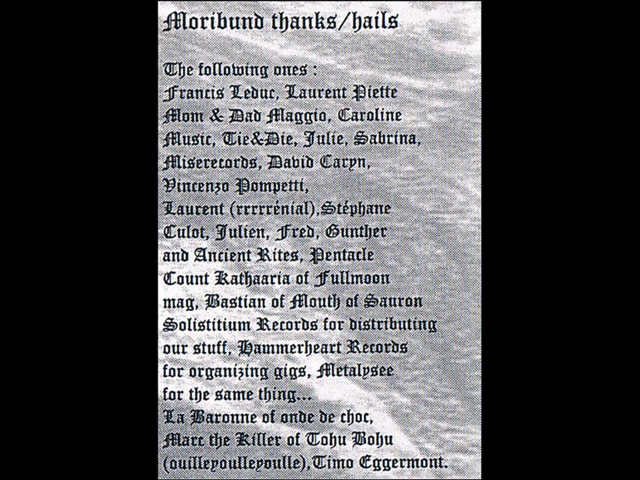 Moribund thanks/hails
The following ones :
Francis Leduc, Laurent Piette
Mom & Dad Maggio, Caroline
Music, Tie&Die, Julie, Sabrina,
Miserecords, David Caryn,
Vincenzo Pompetti,
Laurent (rrrrrénial),Stéphane
Culot, Julien, Fred, Gunther
and Ancient Rites, Pentacle
Count Kathaaria of Fullmoon
mag, Bastian of Mouth of Sauron
Solistitium Records for distributing
our stuff, Hammerheart Records
for organizing gigs, Metalysee
for the same thing...
La Baronne of onde de choc,
Marc the Killer of Tohu Bohu
(ouilleyoulleyoulle),Timo Eggermont.